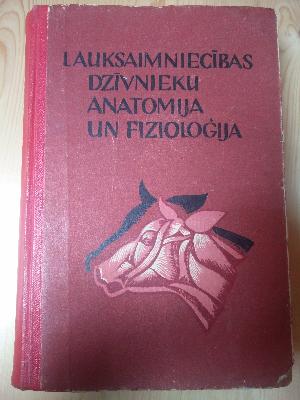 LAUKSAIMNIECĪBAS
DZĪVNIEKU
ANATOMIJA
UN FIZIOLOĢIJA